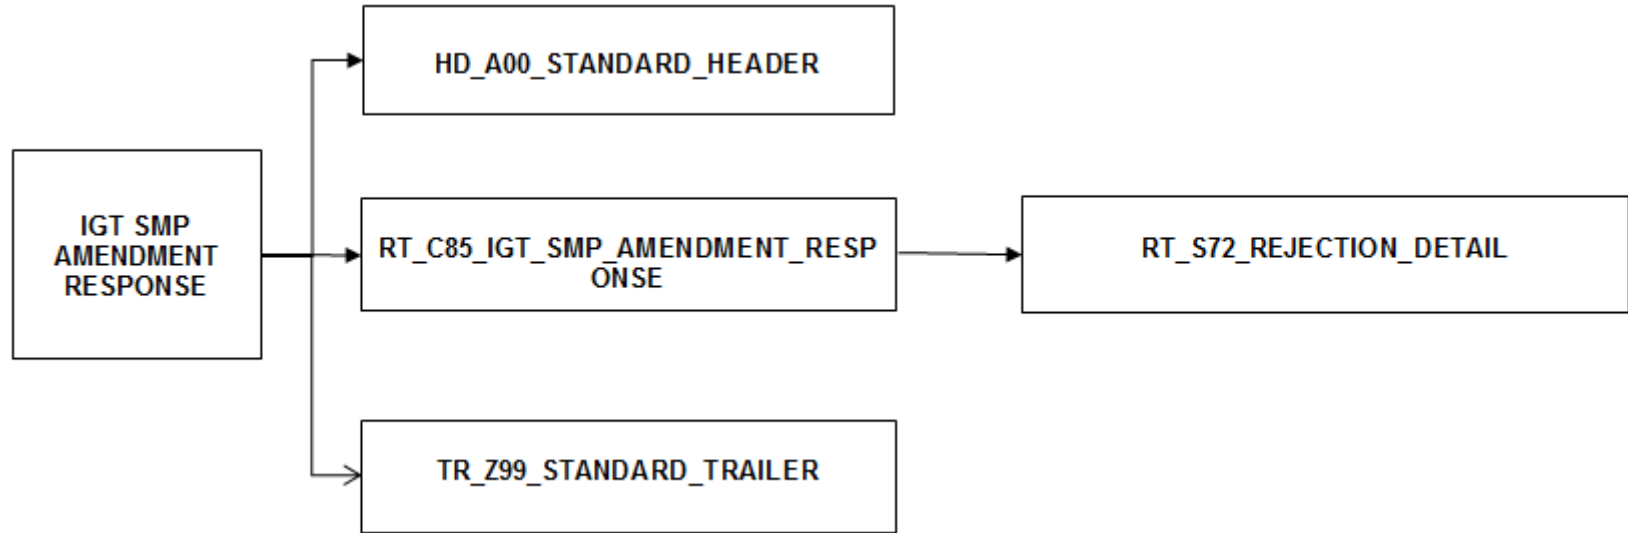 HD_A00_STANDARD_HEADER
IGT SMP
AMENDMENT
RESPONSE
RT_C85_IGT_SMP_AMENDMENT_RESP
ONSE
RT_S72_REJECTION_DETAIL
TR_Z99_STANDARD_TRAILER